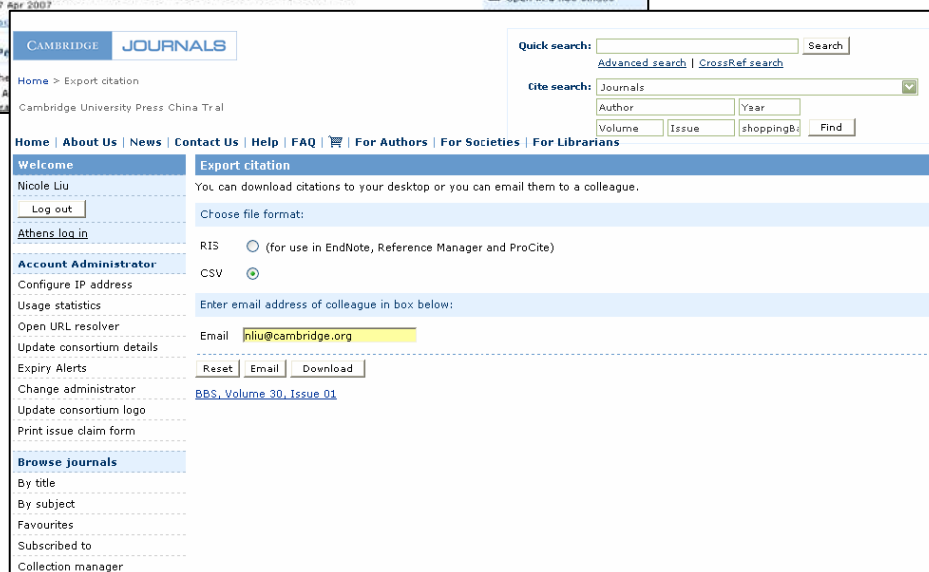 7 Apr 2007
CAMBRIDGE JOURNALS
Quick search: Search
Advanced search | CrossRef search
Home > Export citation
Cite search: Journals
Author Year
Cambridge University Press China Trial
Volume Issue shoppingBa Find
Home | About Us | News | Contact Us | Help | FAQ | | For Authors | For Societies | For Librarians
Welcome
Nicole Liu
Log out
Athens log in
Account Administrator
Configure IP address
Usage statistics
Open URL resolver
Update consortium details
Expiry Alerts
Change administrator
Update consortium logo
Print issue claim form
Browse journals
By title
By subject
Favourites
Subscribed to
Collection manager
Export citation
You can download citations to your desktop or you can email them to a colleague.
Choose file format:
RIS (for use in EndNote, Reference Manager and ProCite)
CSV
Enter email address of colleague in box below:
Email nliu@cambridge.org
Reset Email Download
BBS, Volume 30, Issue 01